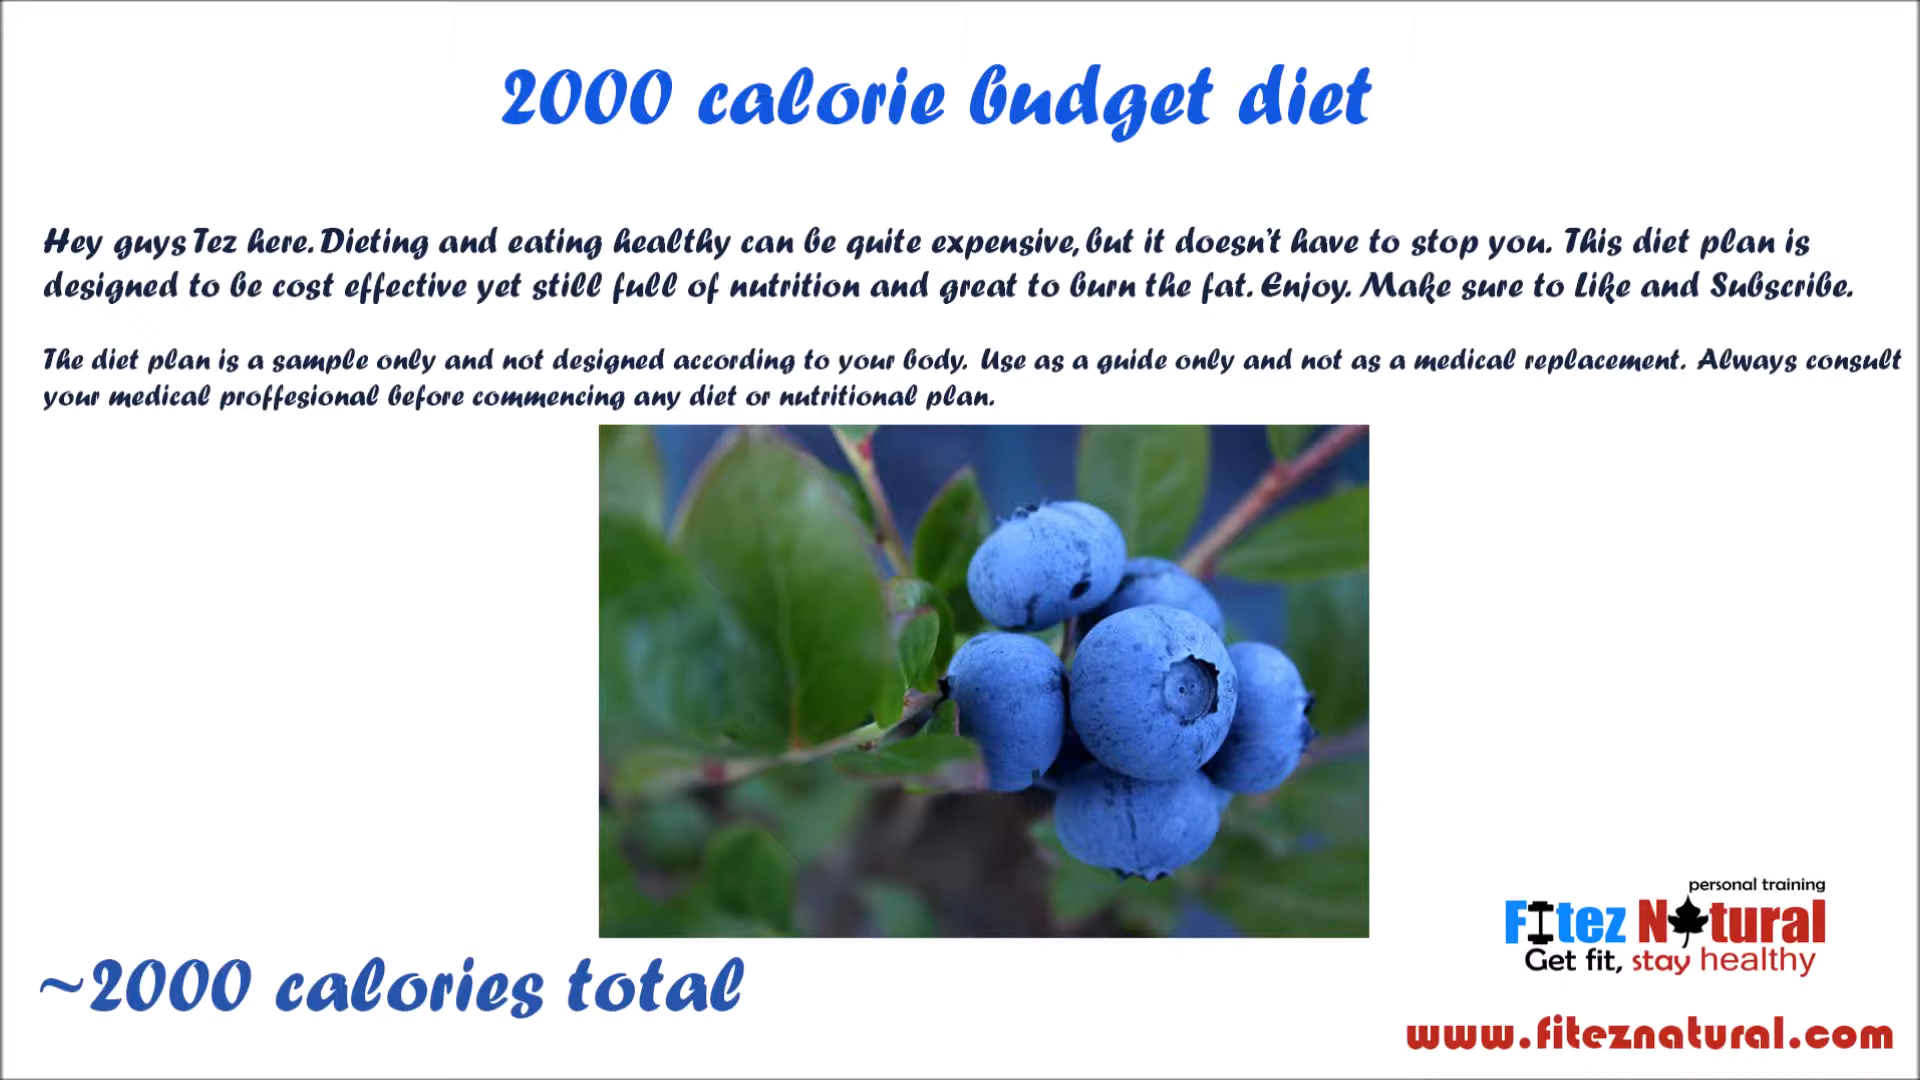 2000 calorie budget diet
Hey guys Tez here. Dieting and eating healthy can be quite expensive, but it doesn't have to stop you. This diet plan is
designed to be cost effective yet still full of nutrition and great to burn the fat. Enjoy. Make sure to Like and Subscribe.
The diet plan is a sample only and not designed according to your body. Use as a guide only and not as a medical replacement. Always consult
your medical proffesional before commencing any diet or nutritional plan.
personal training
Fitez Natural
Get fit, stay healthy
~2000 calories total
www.fiteznatural.com